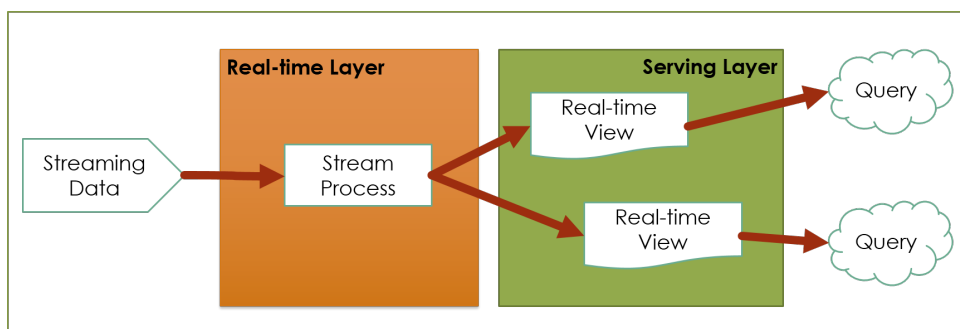 Real-time Layer
Serving Layer
Streaming
Data
Stream
Process
Real-time
View
Query
Real-time
View
Query